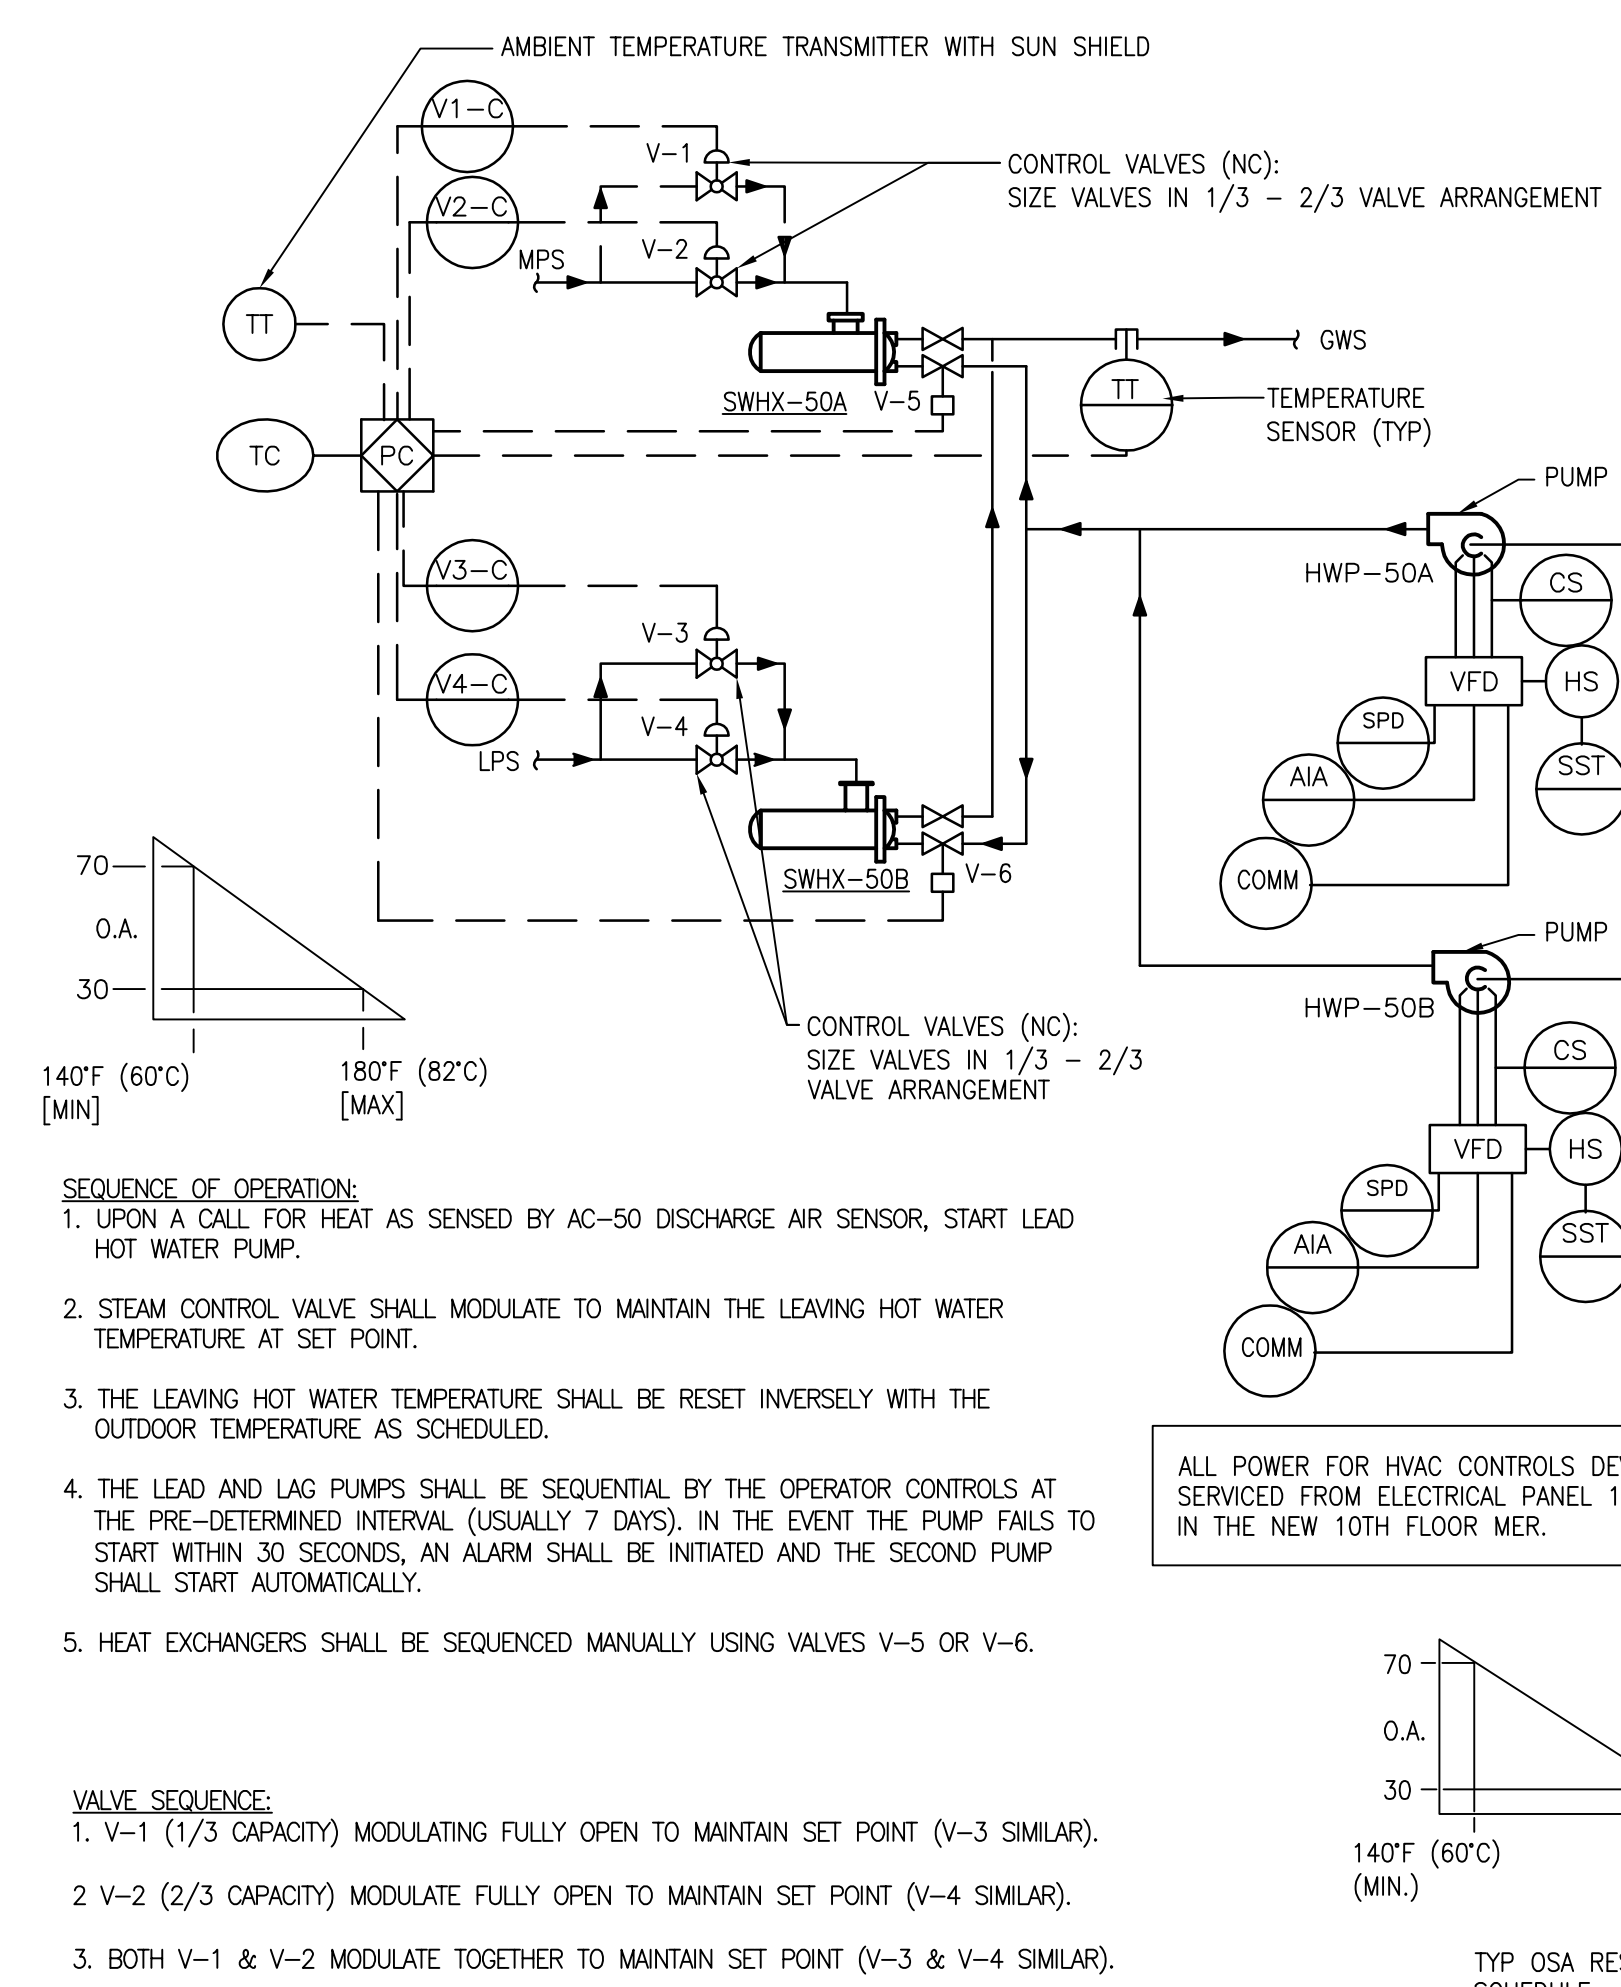 AMBIENT TEMPERATURE TRANSMITTER WITH SUN SHIELD
V1-C
V-1
CONTROL VALVES (NC):
SIZE VALVES IN 1/3 - 2/3 VALVE ARRANGEMENT
V2-C
V-2
MPS
TT
GWS
SWHX-50A
V-5
TT
TEMPERATURE
SENSOR (TYP)
TC
PC
PUMP
HWP-50A
CS
V3-C
V-3
VFD
HS
V4-C
V-4
SPD
LPS
AIA
SST
SWHX-50B
V-6
COMM
70
O.A.
30
140°F (60°C)
[MIN]
180°F (82°C)
[MAX]
PUMP
HWP-50B
CONTROL VALVES (NC):
SIZE VALVES IN 1/3 - 2/3
VALVE ARRANGEMENT
CS
VFD
HS
SPD
AIA
SST
COMM
SEQUENCE OF OPERATION:
1. UPON A CALL FOR HEAT AS SENSED BY AC-50 DISCHARGE AIR SENSOR, START LEAD
HOT WATER PUMP.
2. STEAM CONTROL VALVE SHALL MODULATE TO MAINTAIN THE LEAVING HOT WATER
TEMPERATURE AT SET POINT.
3. THE LEAVING HOT WATER TEMPERATURE SHALL BE RESET INVERSELY WITH THE
OUTDOOR TEMPERATURE AS SCHEDULED.
4. THE LEAD AND LAG PUMPS SHALL BE SEQUENTIAL BY THE OPERATOR CONTROLS AT
THE PRE-DETERMINED INTERVAL (USUALLY 7 DAYS). IN THE EVENT THE PUMP FAILS TO
START WITHIN 30 SECONDS, AN ALARM SHALL BE INITIATED AND THE SECOND PUMP
SHALL START AUTOMATICALLY.
5. HEAT EXCHANGERS SHALL BE SEQUENCED MANUALLY USING VALVES V-5 OR V-6.
ALL POWER FOR HVAC CONTROLS
SERVICED FROM ELECTRICAL PANEL
IN THE NEW 10TH FLOOR MER.
VALVE SEQUENCE:
1. V-1 (1/3 CAPACITY) MODULATING FULLY OPEN TO MAINTAIN SET POINT (V-3 SIMILAR).
2 V-2 (2/3 CAPACITY) MODULATE FULLY OPEN TO MAINTAIN SET POINT (V-4 SIMILAR).
3. BOTH V-1 & V-2 MODULATE TOGETHER TO MAINTAIN SET POINT (V-3 & V-4 SIMILAR).
70
O.A.
30
140°F (60°C)
(MIN.)
TYP OSA